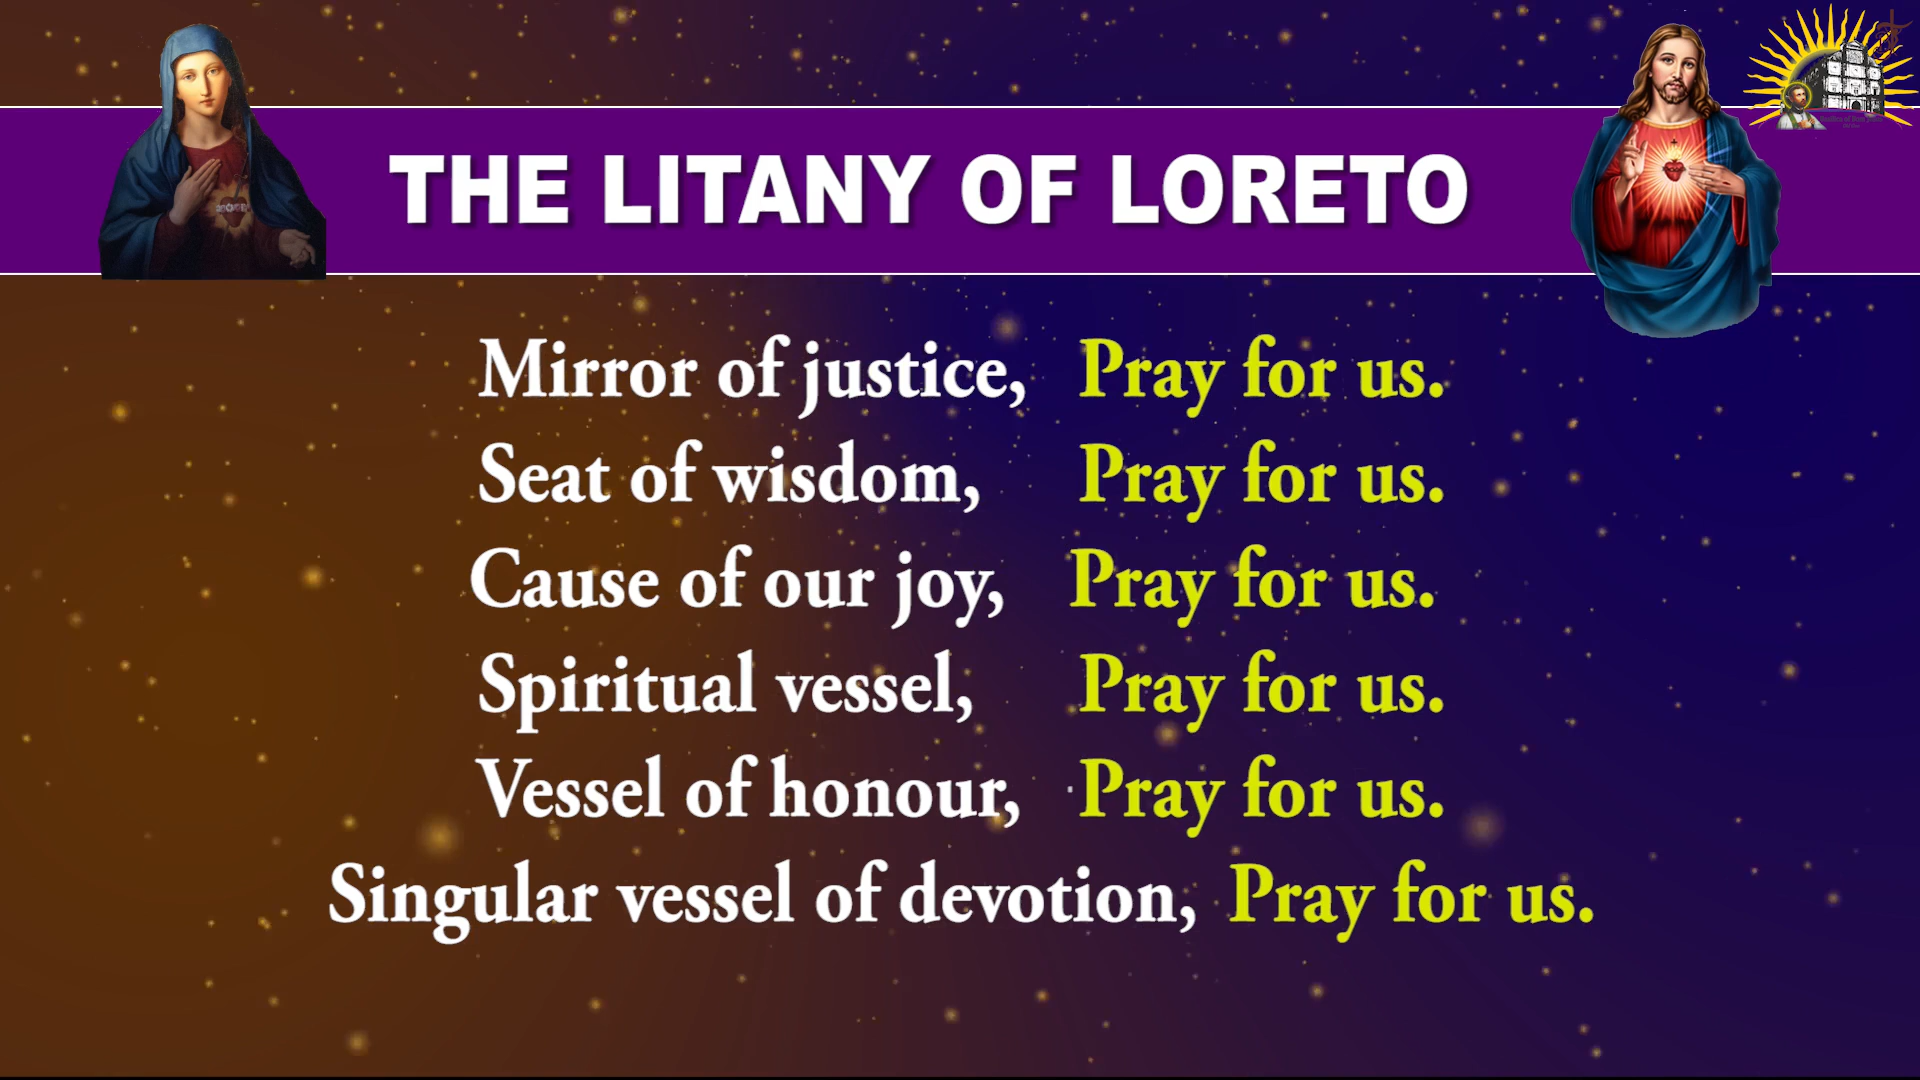 THE LITANY OF LORETO
Mirror of justice, Pray for us.
Seat of wisdom, Pray for us.
Cause of our joy, Pray for us.
Spiritual vessel, Pray for us.
Vessel of honour, Pray for us.
Singular vessel of devotion, Pray for us.